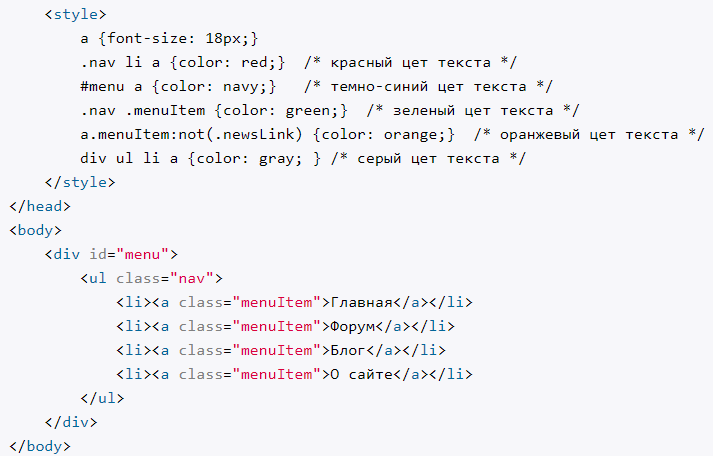 <style>
a {font-size: 18px;}
.nav li a {color: red;}  /* красный цет текста */
#menu a {color: navy;}   /* темно-синий цет текста */
.nav .menuItem {color: green;}  /* зеленый цет текста */
a.menuItem:not(.newsLink) {color: orange;}  /* оранжевый цет текста */
div ul li a {color: gray; } /* серый цет текста */
</style>
</head>
<body>
<div id="menu">
<ul class="nav">
<li><a class="menuItem">Главная</a></li>
<li><a class="menuItem">Форум</a></li>
<li><a class="menuItem">Блог</a></li>
<li><a class="menuItem">О сайте</a></li>
</ul>
</div>
</body>